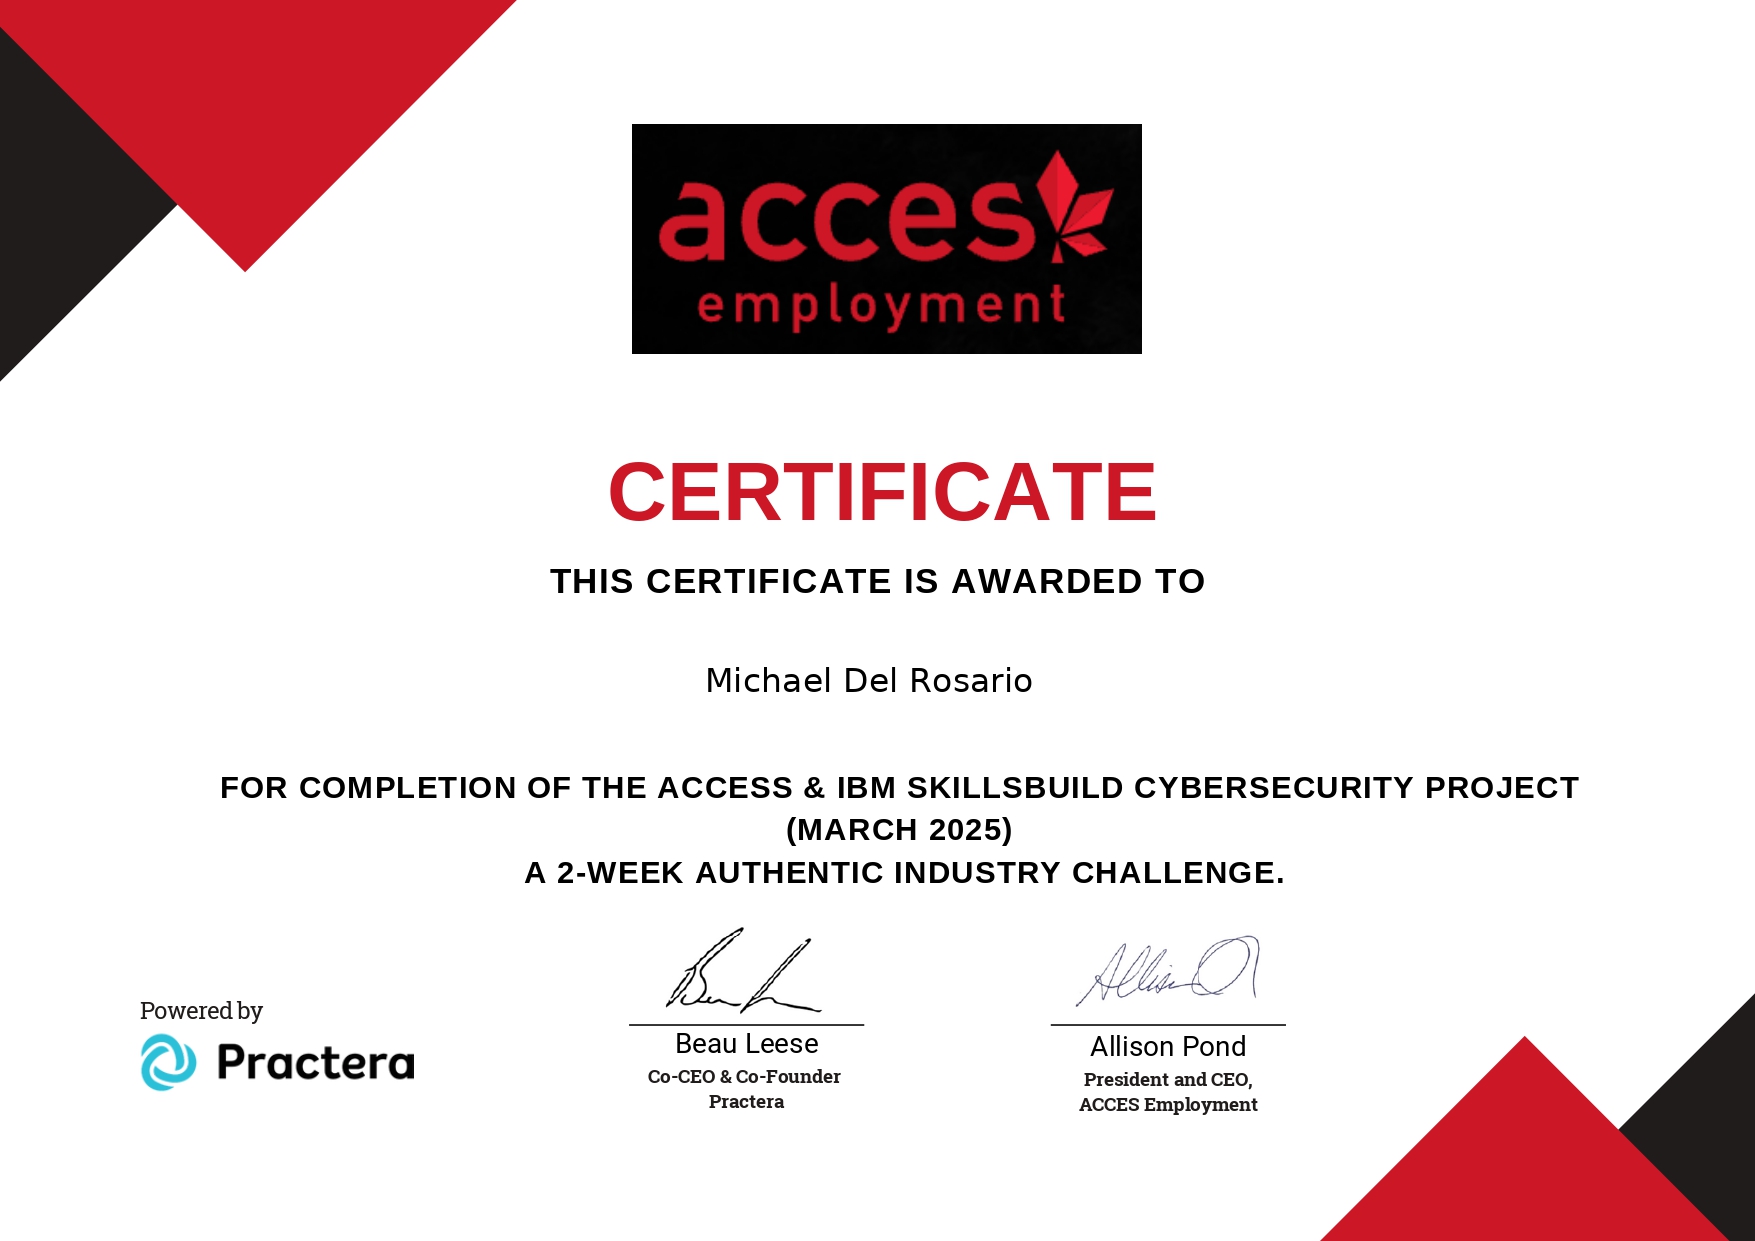 acces
employment
CERTIFICATE
THIS CERTIFICATE IS AWARDED TO
Michael Del Rosario
FOR COMPLETION OF THE ACCESS & IBM SKILLSBUILD CYBERSECURITY PROJECT
(MARCH 2025)
A 2-WEEK AUTHENTIC INDUSTRY CHALLENGE.
Powered by
Practera
Beau Leese
Co-CEO & Co-Founder
Practera
Allison Pond
President and CEO,
ACCES Employment